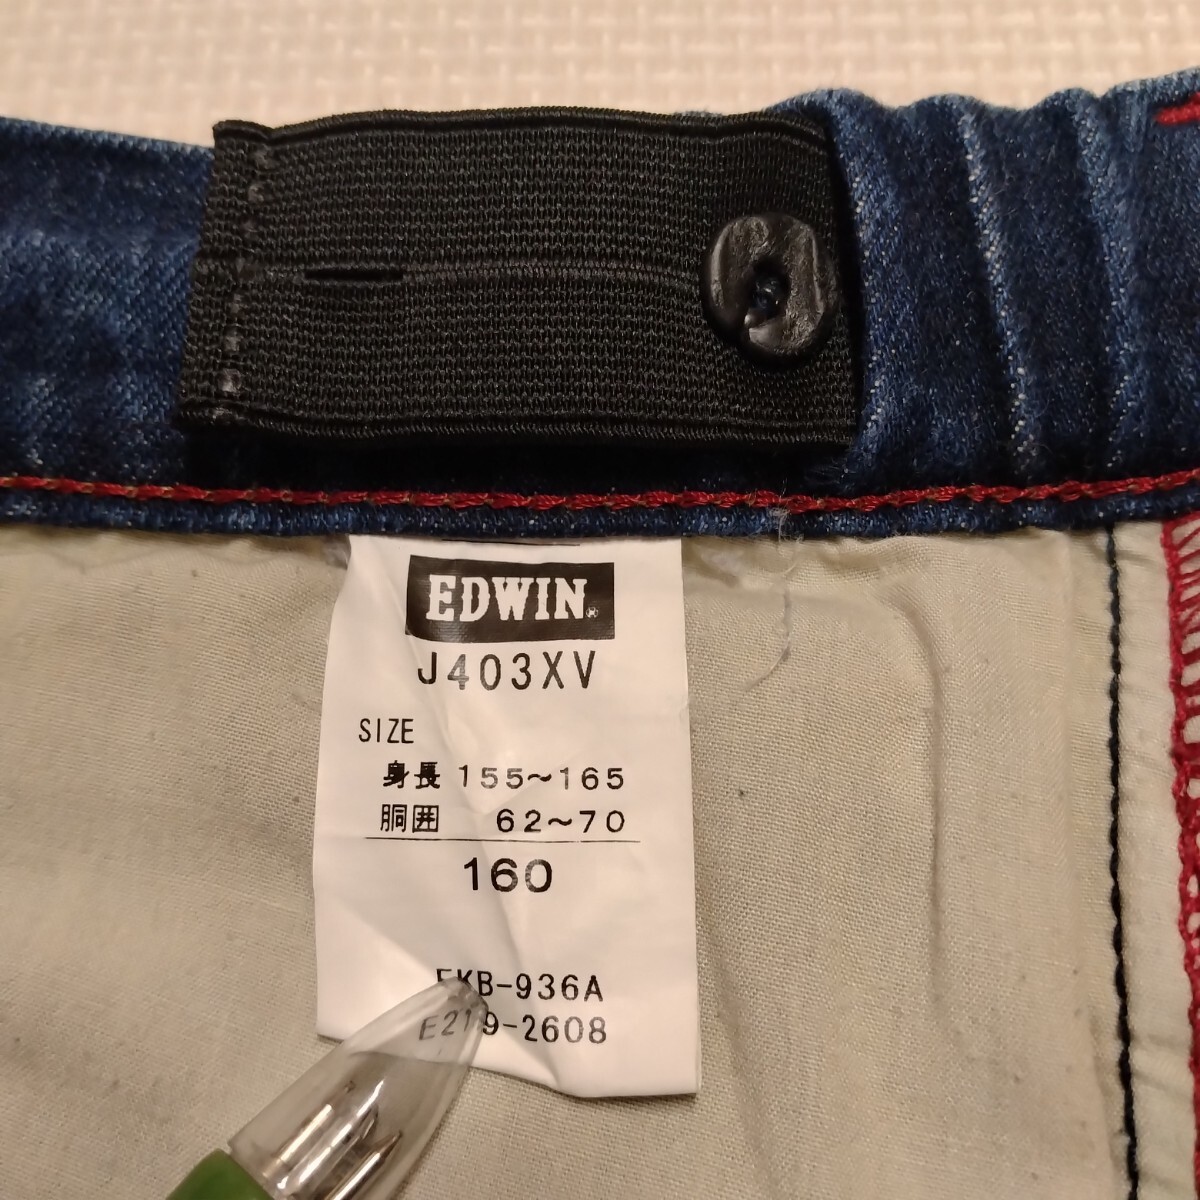 EDWIN
J403XV
SIZE
身長 155～165
胴囲 62～70
160
EKB-936A
E219-2608